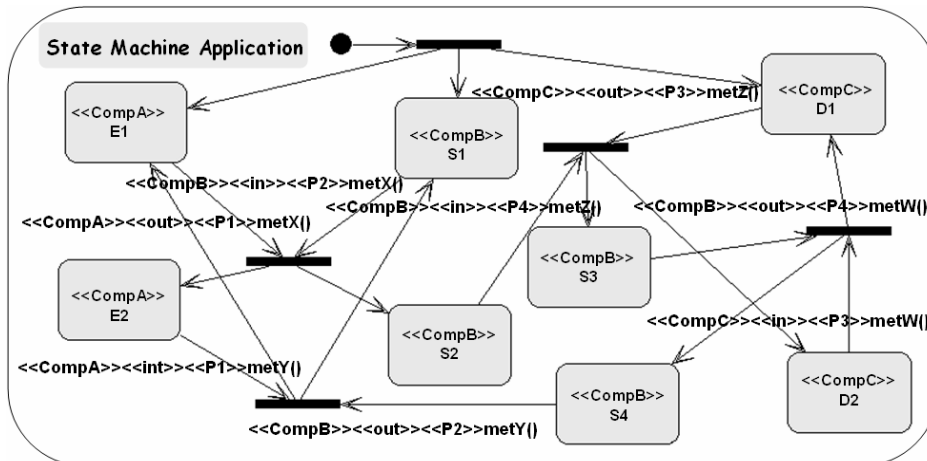 State Machine Application
<<CompC>><<out>><<P3>>metZ()
<<CompA>>
E1
<<CompB>>
S1
<<CompC>>
D1
<<CompB>><<in>><<P2>>metX()
<<CompA>><<out>><<P1>>metX()
<<CompB>><<in>><<P4>>metZ()
<<CompB>><<out>><<P4>>metW()
<<CompA>>
E2
<<CompB>>
S2
<<CompB>>
S3
<<CompC>><<in>><<P3>>metW()
<<CompA>><<int>><<P1>>metY()
<<CompB>>
S4
<<CompC>>
D2
<<CompB>><<out>><<P2>>metY()